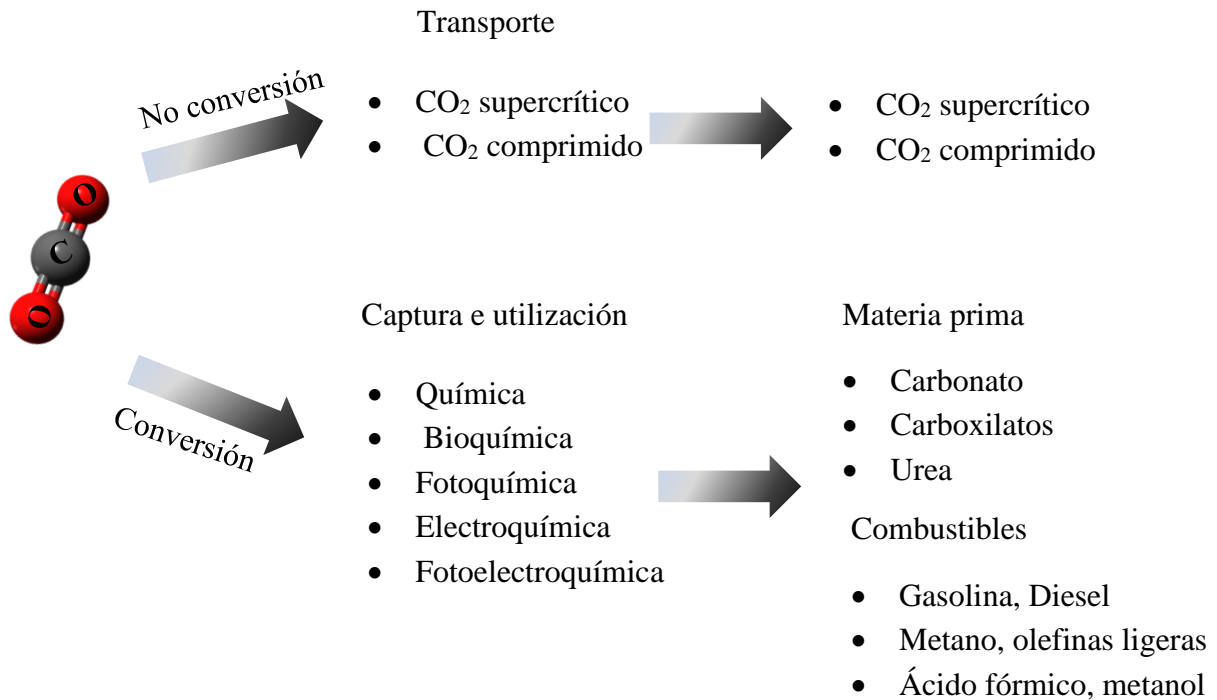 Transporte
No conversión
• CO₂ supercrítico
• CO₂ comprimido
• CO₂ supercrítico
• CO₂ comprimido
O
C
O
Conversión
Captura e utilización
• Química
• Bioquímica
• Fotoquímica
• Electroquímica
• Fotoelectroquímica
Materia prima
• Carbonato
• Carboxilatos
• Urea
Combustibles
• Gasolina, Diesel
• Metano, olefinas ligeras
• Ácido fórmico, metanol